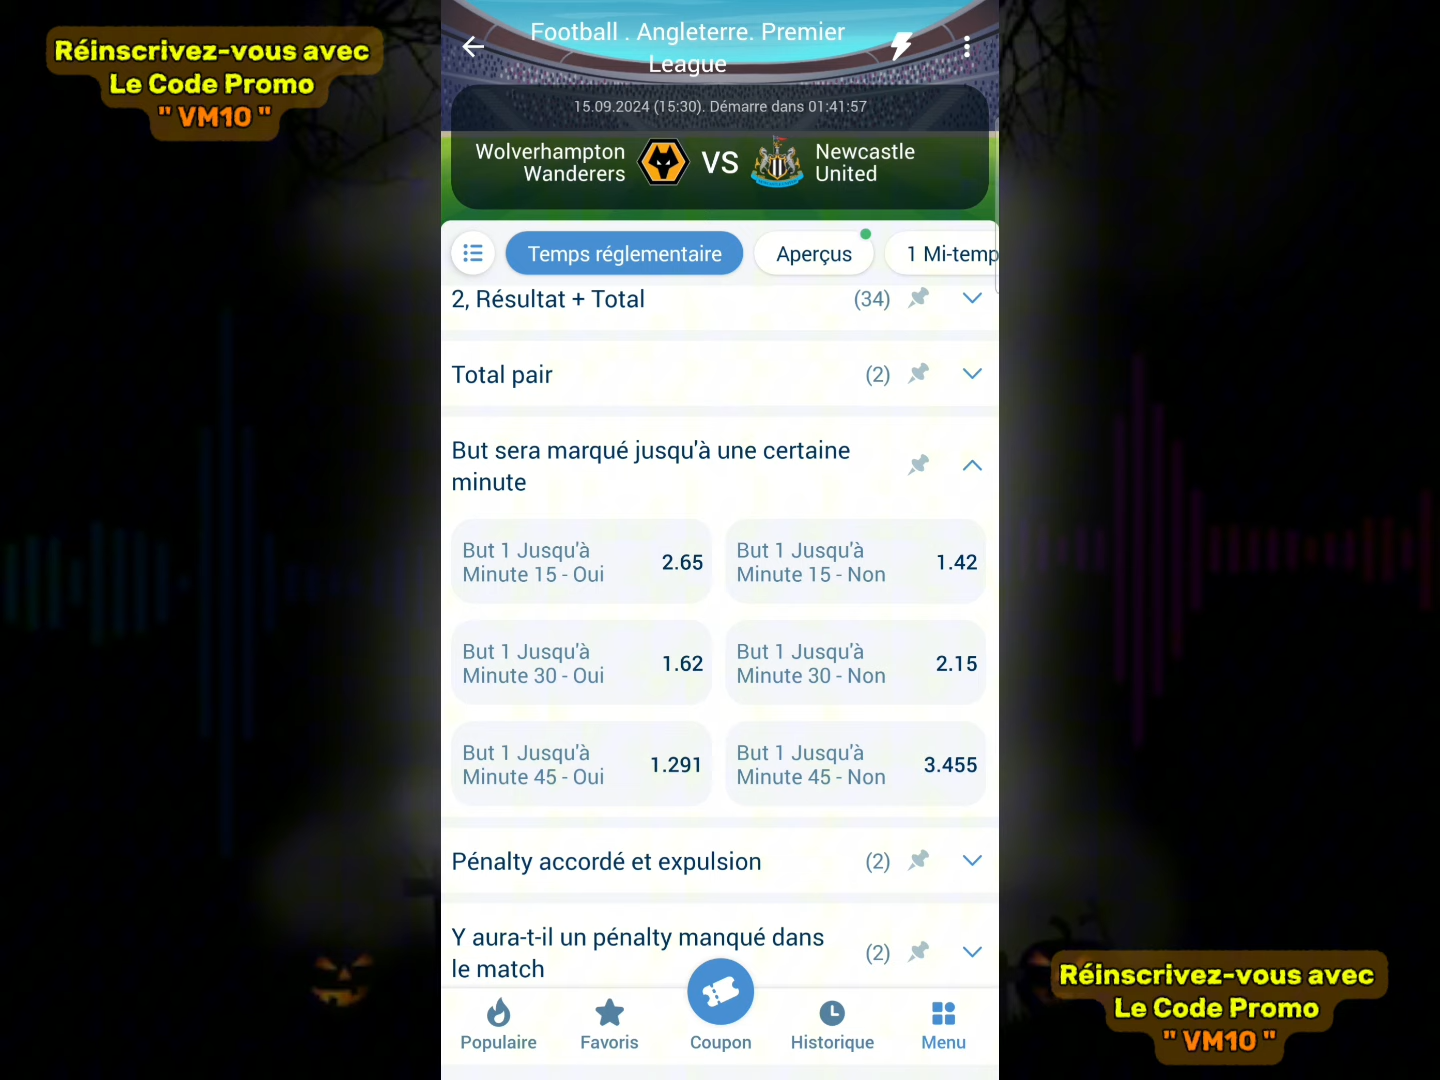 Réinscrivez-vous avec
Le Code Promo
" VM10 "
Football . Angleterre. Premier
League
15.09.2024 (15:30). Démarre dans 01:41:57
Wolverhampton
Wanderers
VS
Newcastle
United
Temps réglementaire
Aperçus
1 Mi-temp
2, Résultat + Total (34)
Total pair (2)
But sera marqué jusqu'à une certaine
minute
But 1 Jusqu'à
Minute 15 - Oui
2.65
But 1 Jusqu'à
Minute 15 - Non
1.42
But 1 Jusqu'à
Minute 30 - Oui
1.62
But 1 Jusqu'à
Minute 30 - Non
2.15
But 1 Jusqu'à
Minute 45 - Oui
1.291
But 1 Jusqu'à
Minute 45 - Non
3.455
Pénalty accordé et expulsion (2)
Y aura-t-il un pénalty manqué dans
le match
(2)
Populaire
Favoris
Coupon
Historique
Menu
Réinscrivez-vous avec
Le Code Promo
" VM10 "